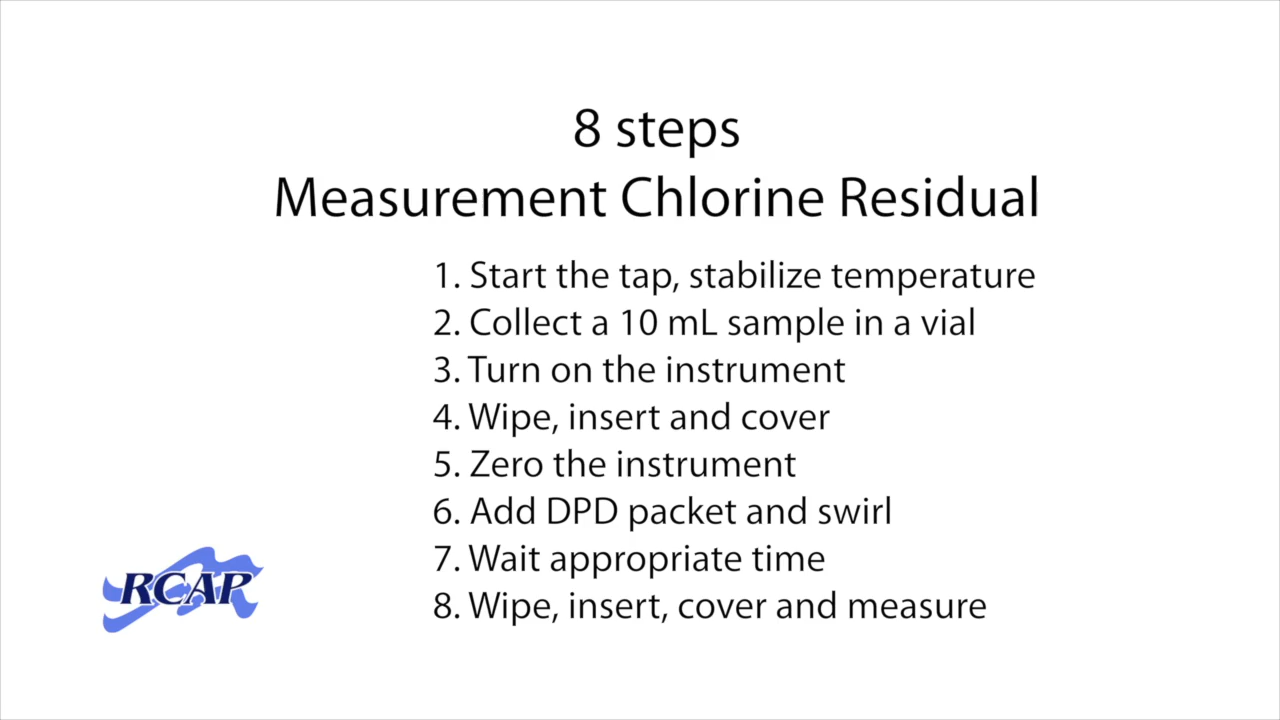 8 steps
Measurement Chlorine Residual
1. Start the tap, stabilize temperature
2. Collect a 10 mL sample in a vial
3. Turn on the instrument
4. Wipe, insert and cover
5. Zero the instrument
6. Add DPD packet and swirl
7. Wait appropriate time
8. Wipe, insert, cover and measure
RCAP